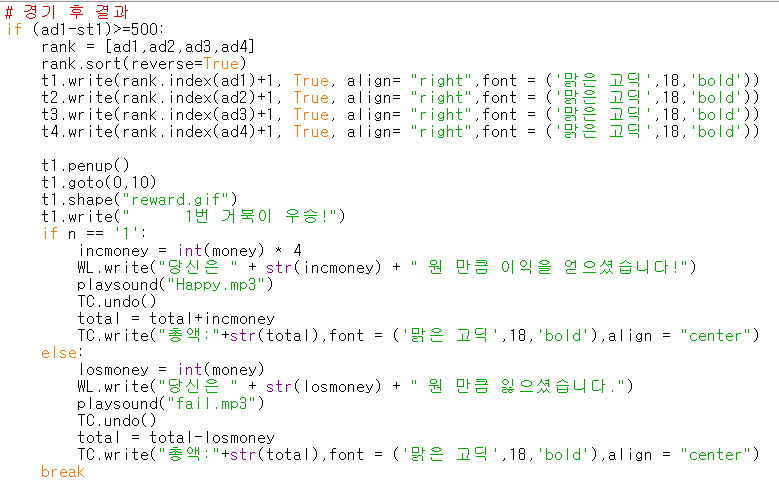 # 경기 후 결과
if (ad1-st1)>=500:
    rank = [ad1,ad2,ad3,ad4]
    rank.sort(reverse=True)
    t1.write(rank.index(ad1)+1, True, align= "right",font = ('맑은 고딕',18,'bold'))
    t2.write(rank.index(ad2)+1, True, align= "right",font = ('맑은 고딕',18,'bold'))
    t3.write(rank.index(ad3)+1, True, align= "right",font = ('맑은 고딕',18,'bold'))
    t4.write(rank.index(ad4)+1, True, align= "right",font = ('맑은 고딕',18,'bold'))

    t1.penup()
    t1.goto(0,10)
    t1.shape("reward.gif")
    t1.write("      1번 거북이 우승!")
    if n == '1':
        incmoney = int(money) * 4
        WL.write("당신은 " + str(incmoney) + " 원 만큼 이익을 얻으셨습니다!")
        playsound("Happy.mp3")
        TC.undo()
        total = total+incmoney
        TC.write("총액:"+str(total),font = ('맑은 고딕',18,'bold'),align = "center")
    else:
        losmoney = int(money)
        WL.write("당신은 " + str(losmoney) + " 원 만큼 잃으셨습니다.")
        playsound("fail.mp3")
        TC.undo()
        total = total-losmoney
        TC.write("총액:"+str(total),font = ('맑은 고딕',18,'bold'),align = "center")
    break